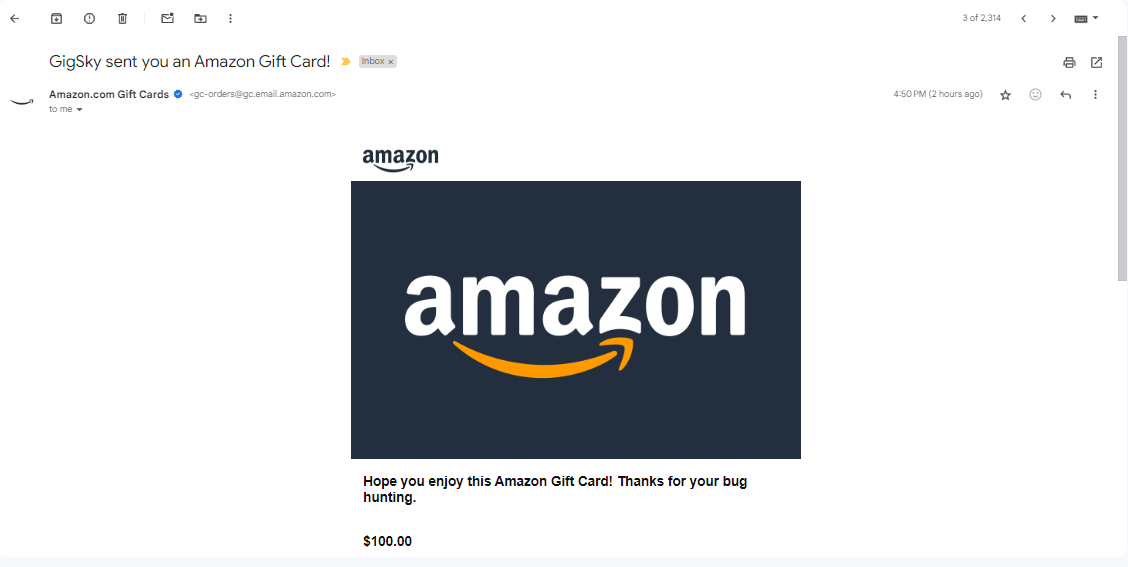 3 of 2,314
GigSky sent you an Amazon Gift Card!
Inbox ×
Amazon.com Gift Cards <gc-orders@gc.email.amazon.com>
4:50 PM (2 hours ago)
to me
amazon
amazon
Hope you enjoy this Amazon Gift Card! Thanks for your bug
hunting.
$100.00